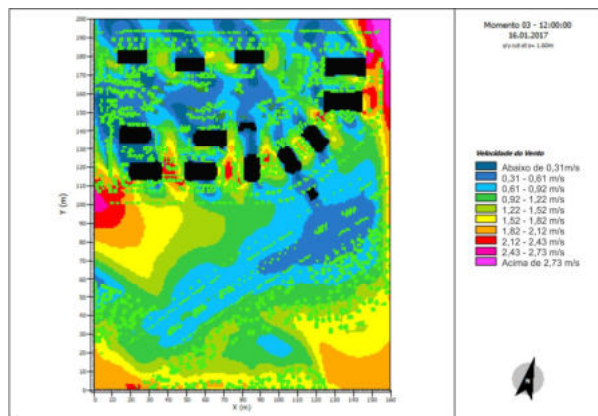 Momento 03 - 12:00:00
16.01.2017
x/y cut at z= 1.60m
Velocidade do Vento
Abaixo de 0,31m/s
0,31 - 0,61 m/s
0,61 - 0,92 m/s
0,92 - 1,22 m/s
1,22 - 1,52 m/s
1,52 - 1,82 m/s
1,82 - 2,12 m/s
2,12 - 2,43 m/s
2,43 - 2,73 m/s
Acima de 2,73 m/s
N
Y (m)
200
190
180
170
160
150
140
130
120
110
100
90
80
70
60
50
40
30
20
10
0
0 10 20 30 40 50 60 70 80 90 100 110 120 130 140 150 160
X (m)